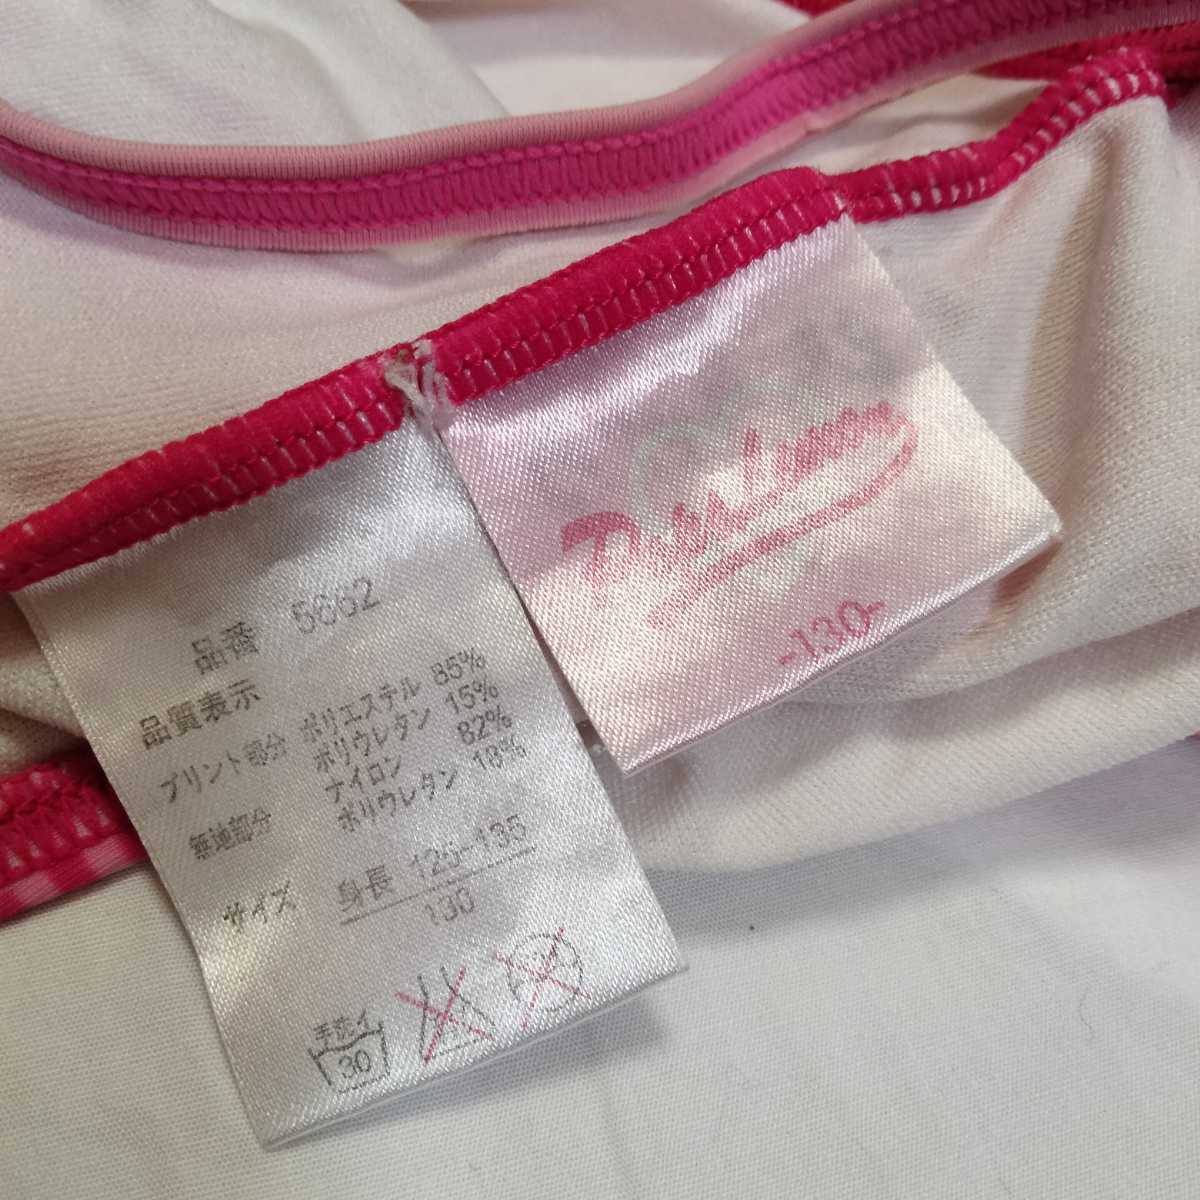 品番 5662
品質表示
プリント部分 ポリエステル 85%
ポリウレタン 15%
無地部分 ナイロン 82%
ポリウレタン 18%
サイズ 身長 125-135
130
手洗イ
30
-130-